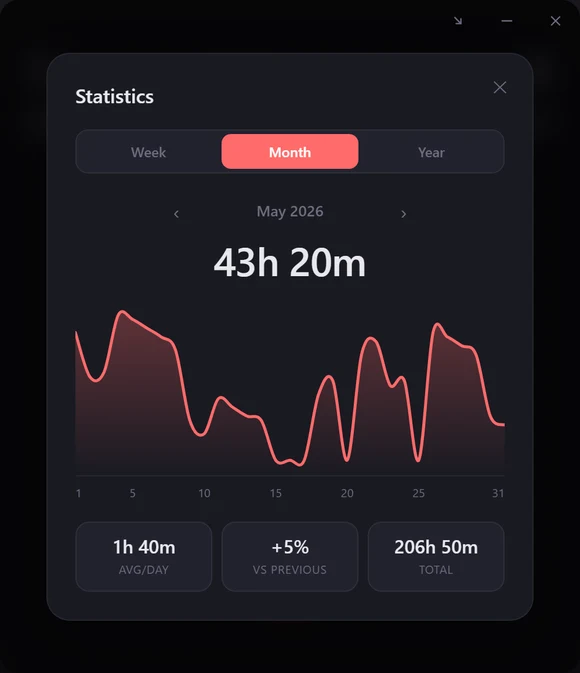 Statistics
Week Month Year
‹ May 2026 ›
43h 20m
1 5 10 15 20 25 31
1h 40m +5% 206h 50m
AVG/DAY VS PREVIOUS TOTAL